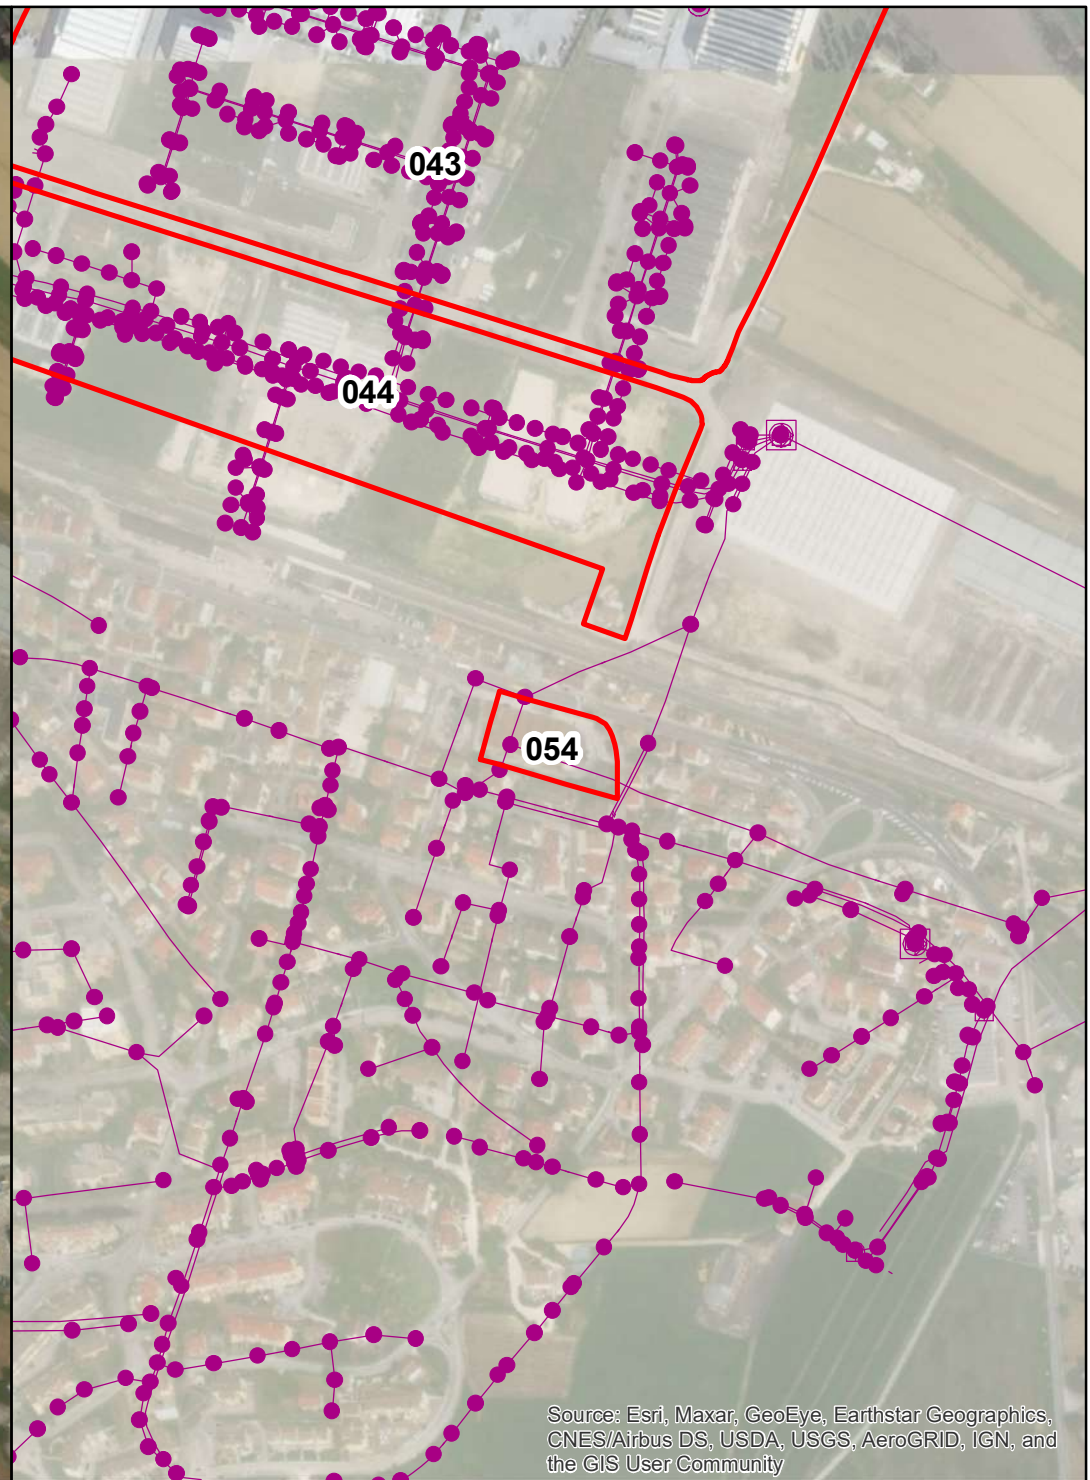 043
044
054
Source: Esri, Maxar, GeoEye, Earthstar Geographics,
CNES/Airbus DS, USDA, USGS, AeroGRID, IGN, and
the GIS User Community